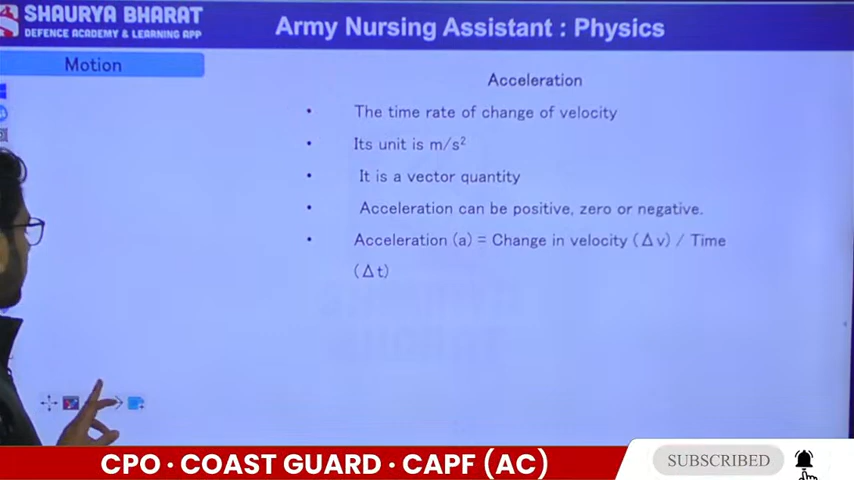 SHAURYA BHARAT
DEFENCE ACADEMY & LEARNING APP
Army Nursing Assistant : Physics
Motion
Acceleration
• The time rate of change of velocity
• Its unit is m/s²
• It is a vector quantity
• Acceleration can be positive, zero or negative.
• Acceleration (a) = Change in velocity (Δv) / Time
(Δt)
CPO · COAST GUARD · CAPF (AC)
SUBSCRIBED